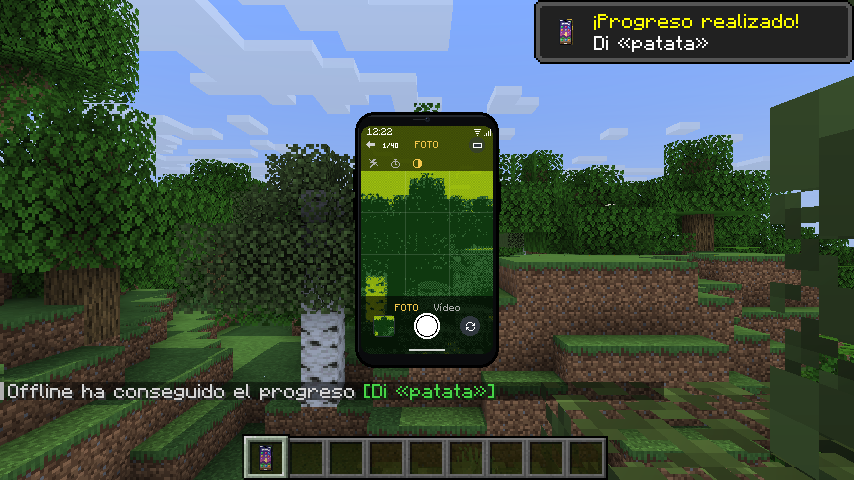 ¡Progreso realizado!
Di «patata»
12:22
1/40 FOTO
FOTO Vídeo
Offline ha conseguido el progreso [Di «patata»]